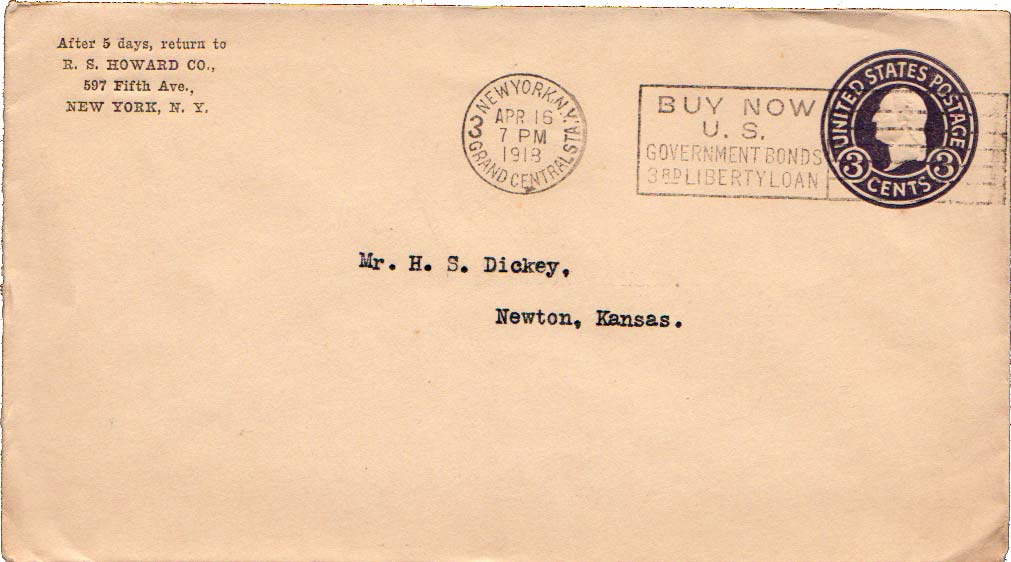 After 5 days, return to
R. S. HOWARD CO.,
597 Fifth Ave.,
NEW YORK, N. Y.
NEW YORK, N.Y.
3
APR 16
7 PM
1918
GRAND CENTRAL STA.
BUY NOW
U. S.
GOVERNMENT BONDS
3RD LIBERTY LOAN
UNITED STATES POSTAGE
3 CENTS 3
Mr. H. S. Dickey,
Newton, Kansas.